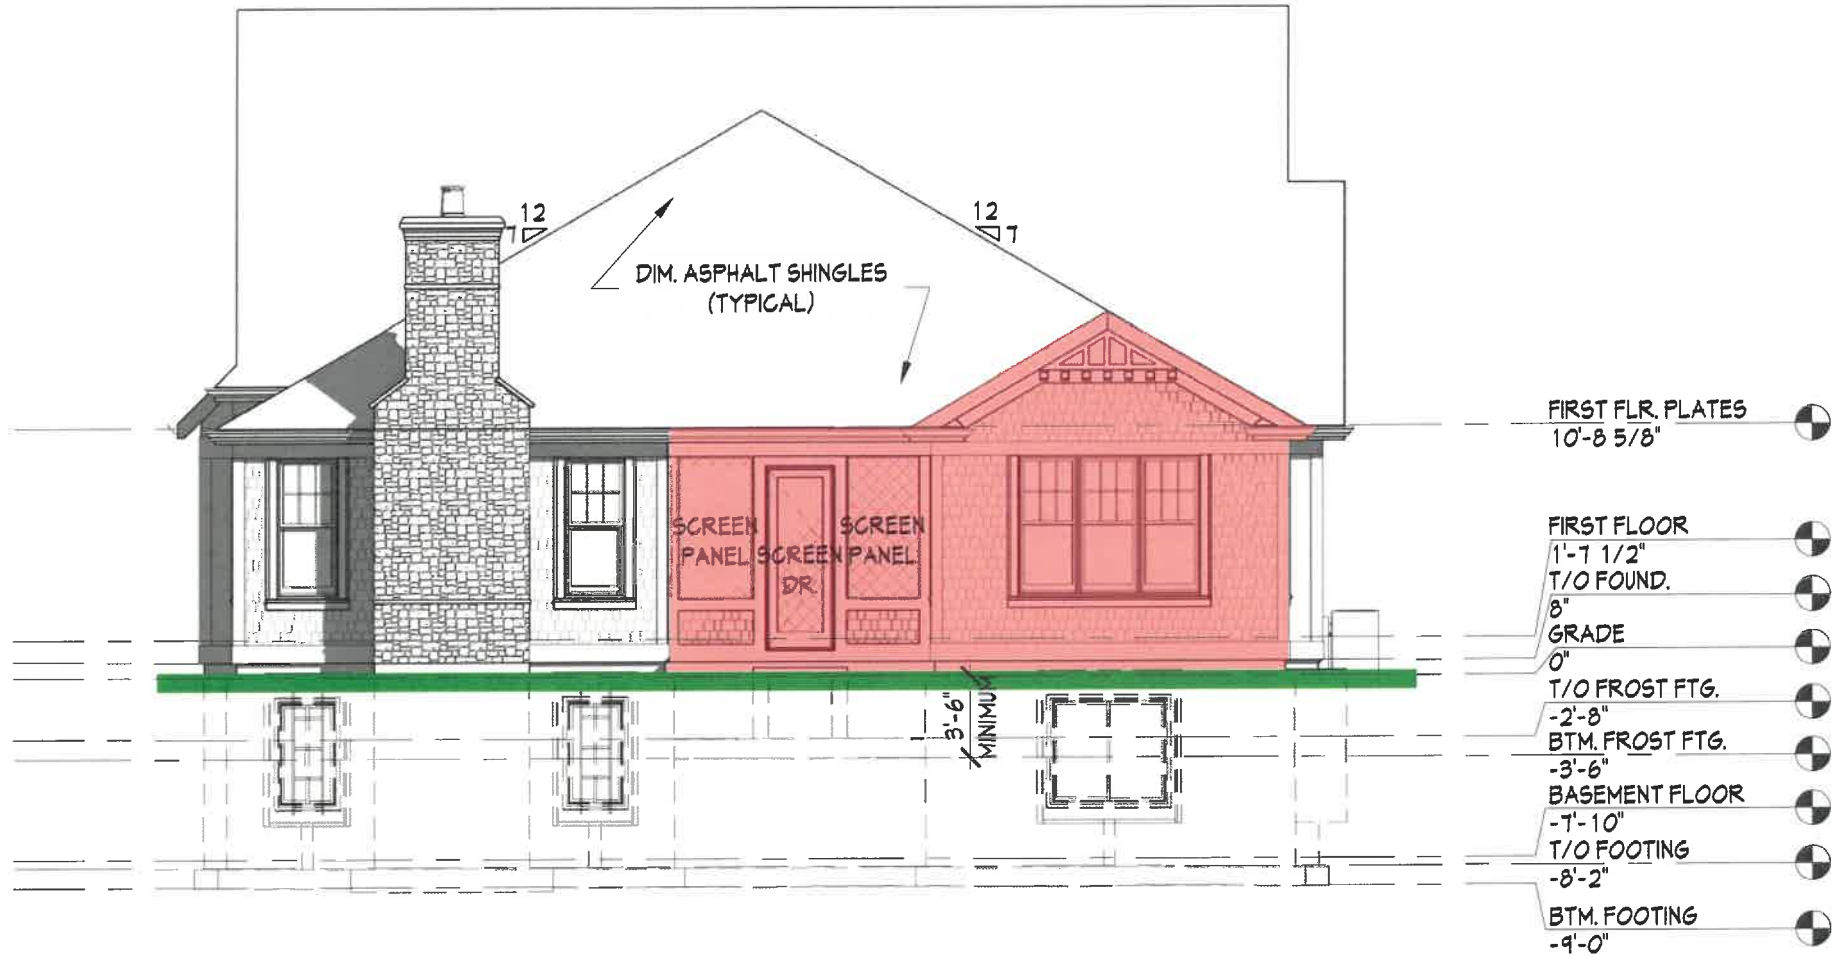 12
7
12
7
DIM. ASPHALT SHINGLES
(TYPICAL)
SCREEN
PANEL
SCREEN
DR
SCREEN
PANEL
3'-6"
MINIMUM
FIRST FLR. PLATES
10'-8 5/8"
FIRST FLOOR
1'-7 1/2"
T/O FOUND.
8"
GRADE
0"
T/O FROST FTG.
-2'-8"
BTM. FROST FTG.
-3'-6"
BASEMENT FLOOR
-7'-10"
T/O FOOTING
-8'-2"
BTM. FOOTING
-9'-0"